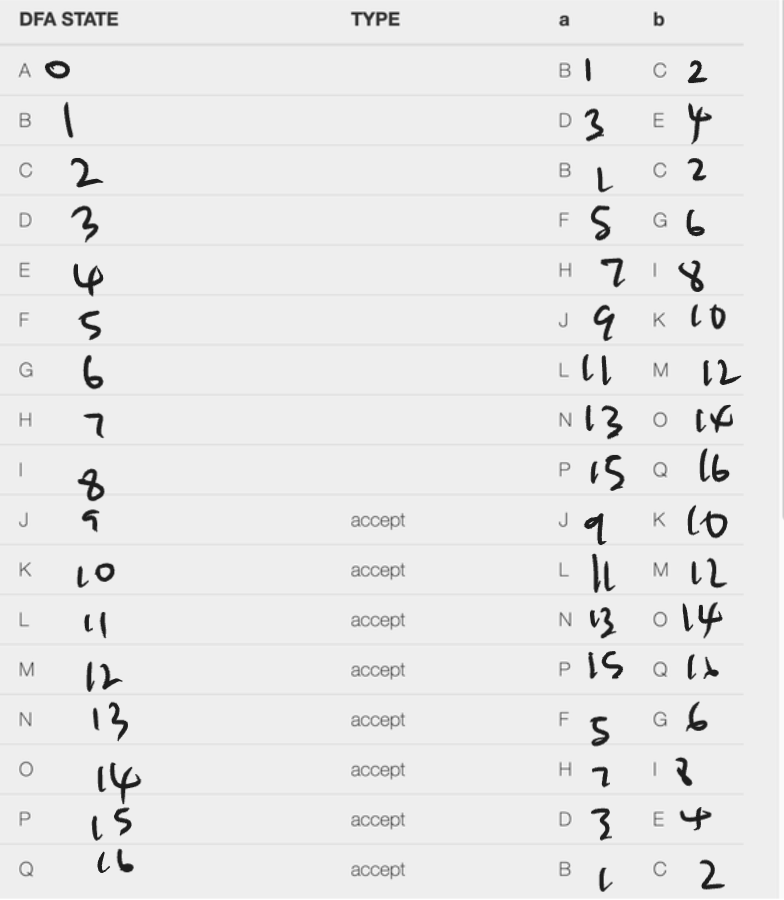 DFA STATE TYPE a b
A 0 B 1 C 2
B 1 D 3 E 4
C 2 B 1 C 2
D 3 F 5 G 6
E 4 H 7 I 8
F 5 J 9 K 10
G 6 L 11 M 12
H 7 N 13 O 14
I 8 P 15 Q 16
J 9 accept J 9 K 10
K 10 accept L 11 M 12
L 11 accept N 13 O 14
M 12 accept P 15 Q 16
N 13 accept F 5 G 6
O 14 accept H 7 I 8
P 15 accept D 3 E 4
Q 16 accept B 1 C 2